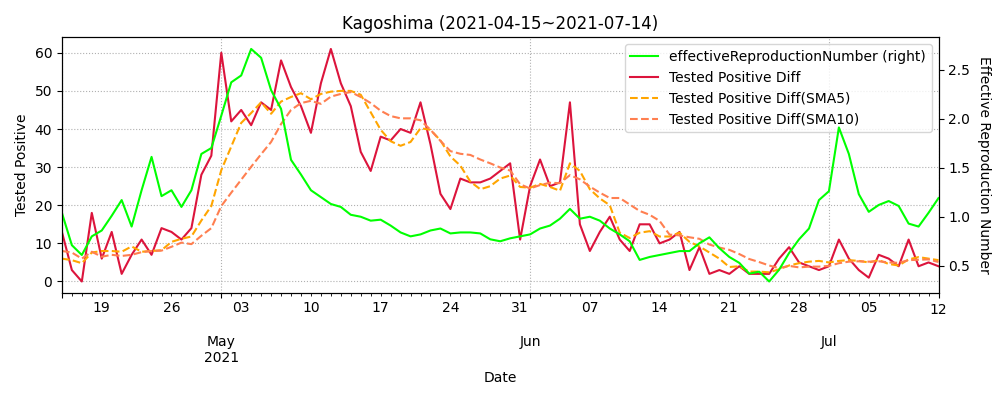 Kagoshima (2021-04-15~2021-07-14)
effectiveReproductionNumber (right)
Tested Positive Diff
Tested Positive Diff(SMA5)
Tested Positive Diff(SMA10)
Tested Positive
60
50
40
30
20
10
0
2.5
2.0
1.5
1.0
0.5
Effective Reproduction Number
19 26 03 10 17 24 31 07 14 21 28 05 12
May Jun Jul
2021
Date